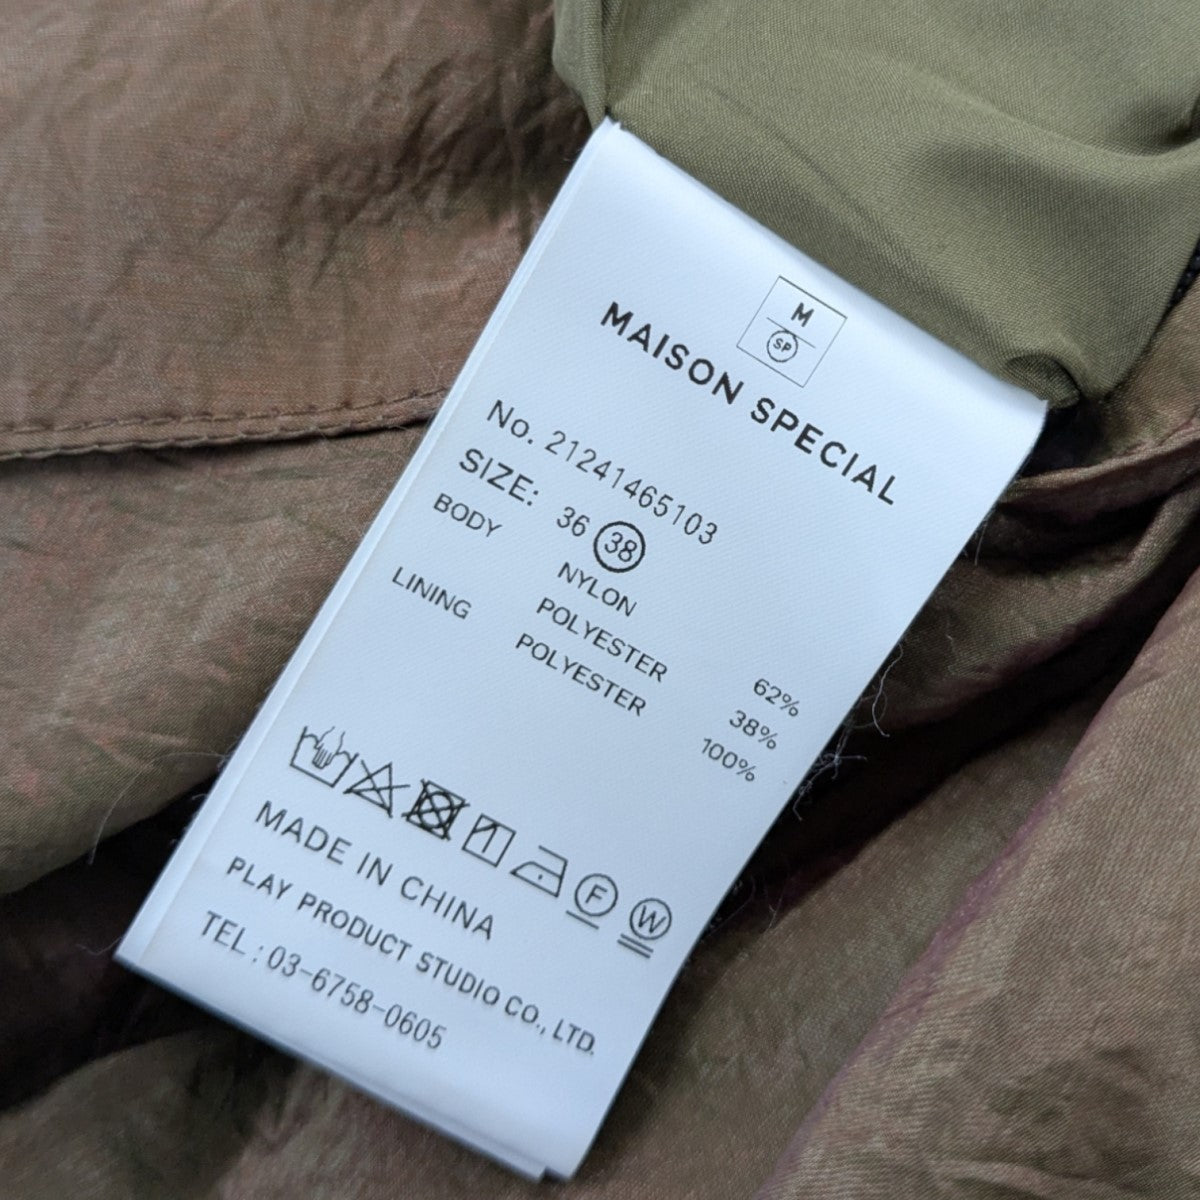 M
SP
MAISON SPECIAL
No. 21241465103
SIZE: 36 38
BODY NYLON 62%
POLYESTER 38%
LINING POLYESTER 100%
F W
MADE IN CHINA
PLAY PRODUCT STUDIO CO., LTD.
TEL : 03-6758-0605